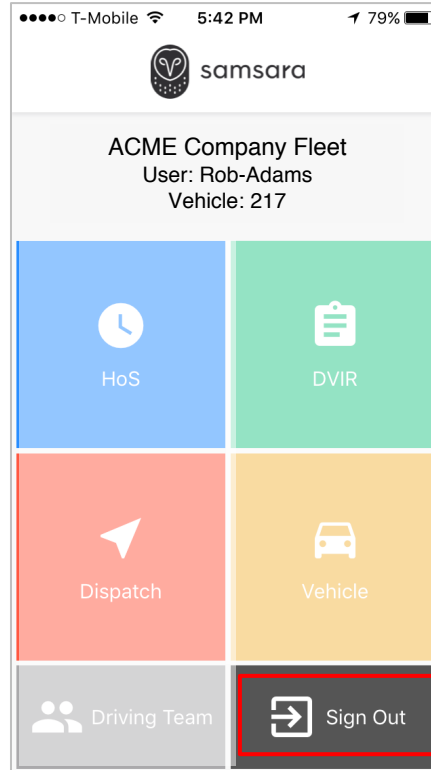 T-Mobile 5:42 PM 79%
samsara
ACME Company Fleet
User: Rob-Adams
Vehicle: 217
HoS DVIR
Dispatch Vehicle
Driving Team Sign Out